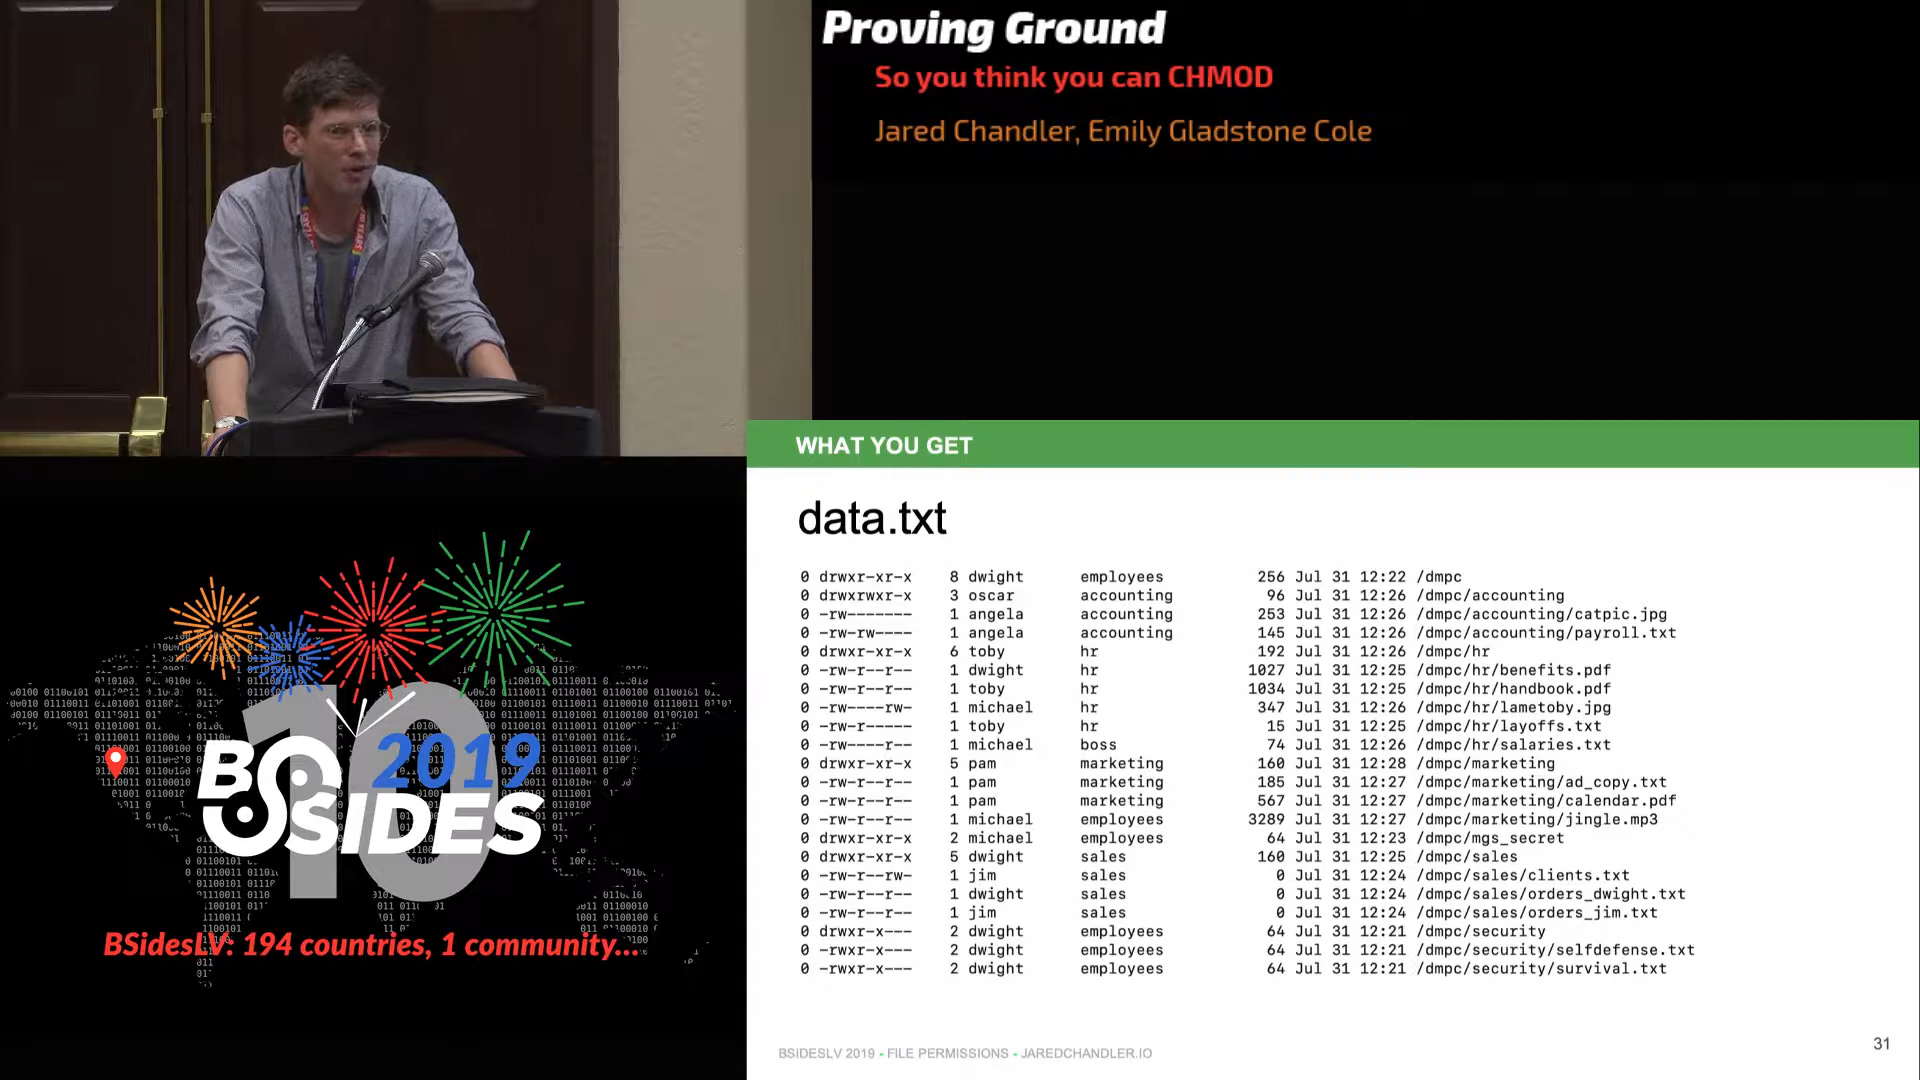 Proving Ground
So you think you can CHMOD
Jared Chandler, Emily Gladstone Cole
WHAT YOU GET
data.txt
0 drwxr-xr-x 8 dwight employees 256 Jul 31 12:22 /dmpc
0 drwxrwxr-x 3 oscar accounting 96 Jul 31 12:26 /dmpc/accounting
0 -rw------- 1 angela accounting 253 Jul 31 12:26 /dmpc/accounting/catpic.jpg
0 -rw-rw---- 1 angela accounting 145 Jul 31 12:26 /dmpc/accounting/payroll.txt
0 drwxr-xr-x 6 toby hr 192 Jul 31 12:26 /dmpc/hr
0 -rw-r--r-- 1 dwight hr 1027 Jul 31 12:25 /dmpc/hr/benefits.pdf
0 -rw-r--r-- 1 toby hr 1034 Jul 31 12:25 /dmpc/hr/handbook.pdf
0 -rw----rw- 1 michael hr 347 Jul 31 12:26 /dmpc/hr/lametoby.jpg
0 -rw-r----- 1 toby hr 15 Jul 31 12:25 /dmpc/hr/layoffs.txt
0 -rw----r-- 1 michael boss 74 Jul 31 12:26 /dmpc/hr/salaries.txt
0 drwxr-xr-x 5 pam marketing 160 Jul 31 12:28 /dmpc/marketing
0 -rw-r--r-- 1 pam marketing 185 Jul 31 12:27 /dmpc/marketing/ad_copy.txt
0 -rw-r--r-- 1 pam marketing 567 Jul 31 12:27 /dmpc/marketing/calendar.pdf
0 -rw-r--r-- 1 michael employees 3289 Jul 31 12:27 /dmpc/marketing/jingle.mp3
0 drwxr-xr-x 2 michael employees 64 Jul 31 12:23 /dmpc/mgs_secret
0 drwxr-xr-x 5 dwight sales 160 Jul 31 12:25 /dmpc/sales
0 -rw-r--rw- 1 jim sales 0 Jul 31 12:24 /dmpc/sales/clients.txt
0 -rw-r--r-- 1 dwight sales 0 Jul 31 12:24 /dmpc/sales/orders_dwight.txt
0 -rw-r--r-- 1 jim sales 0 Jul 31 12:24 /dmpc/sales/orders_jim.txt
0 drwxr-x--- 2 dwight employees 64 Jul 31 12:21 /dmpc/security
0 -rwxr-x--- 2 dwight employees 64 Jul 31 12:21 /dmpc/security/selfdefense.txt
0 -rwxr-x--- 2 dwight employees 64 Jul 31 12:21 /dmpc/security/survival.txt
BSIDESLV 2019 - FILE PERMISSIONS - JAREDCHANDLER.IO
31
10
2019
BSIDES
BSidesLV: 194 countries, 1 community...